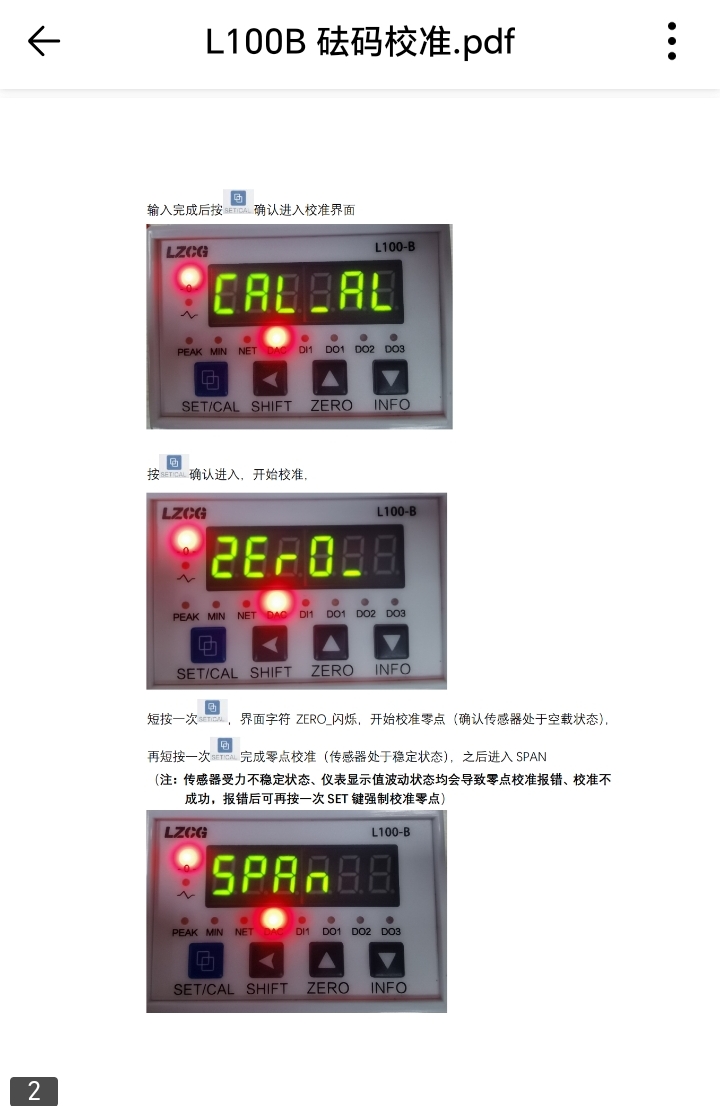 L100B 砝码校准.pdf
输入完成后按 SET/CAL 确认进入校准界面
LZCG L100-B
CAL_AL
0
PEAK MIN NET DAC DI1 DO1 DO2 DO3
SET/CAL SHIFT ZERO INFO
按 SET/CAL 确认进入，开始校准，
LZCG L100-B
ZErO_
0
PEAK MIN NET DAC DI1 DO1 DO2 DO3
SET/CAL SHIFT ZERO INFO
短按一次 SET/CAL ，界面字符 ZERO_闪烁，开始校准零点（确认传感器处于空载状态），
再短按一次 SET/CAL 完成零点校准（传感器处于稳定状态），之后进入 SPAN
（注：传感器受力不稳定状态、仪表显示值波动状态均会导致零点校准报错、校准不
成功，报错后可再按一次 SET 键强制校准零点）
LZCG L100-B
SPAn
0
PEAK MIN NET DAC DI1 DO1 DO2 DO3
SET/CAL SHIFT ZERO INFO
2